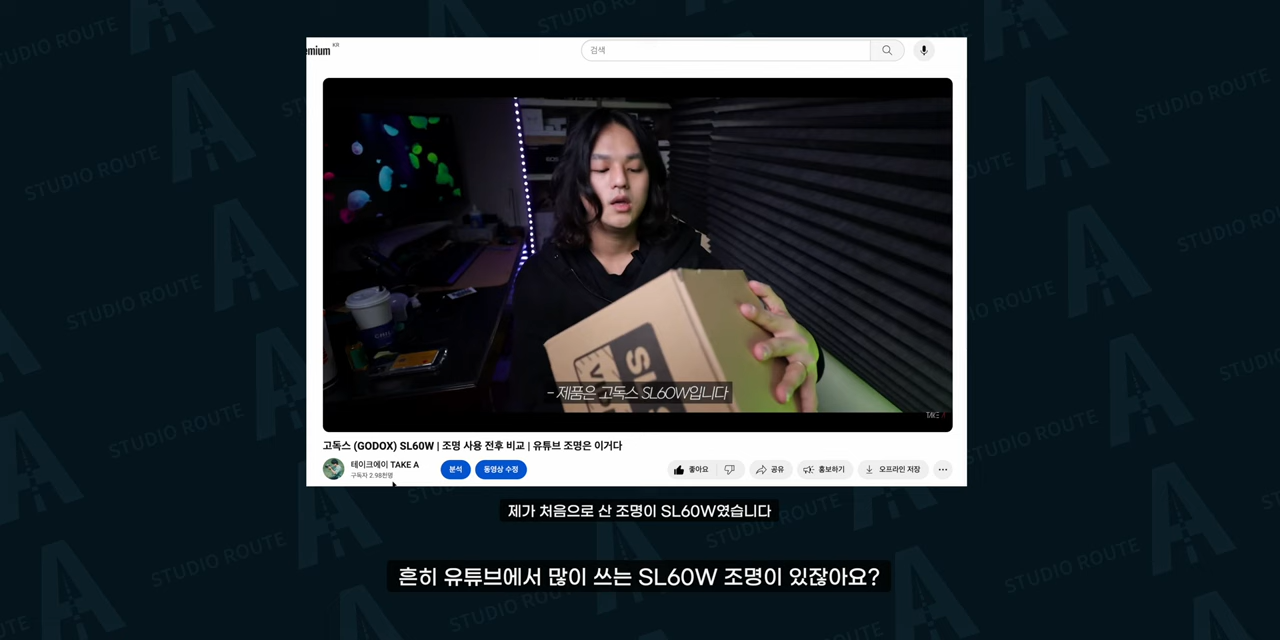 STUDIO ROUTE
emium KR
검색
SL6
- 제품은 고독스 SL60W입니다
TAKE A
고독스 (GODOX) SL60W | 조명 사용 전후 비교 | 유튜브 조명은 이거다
테이크에이 TAKE A
구독자 2.98천명
분석
동영상 수정
좋아요
공유
홍보하기
오프라인 저장
제가 처음으로 산 조명이 SL60W였습니다
흔히 유튜브에서 많이 쓰는 SL60W 조명이 있잖아요?